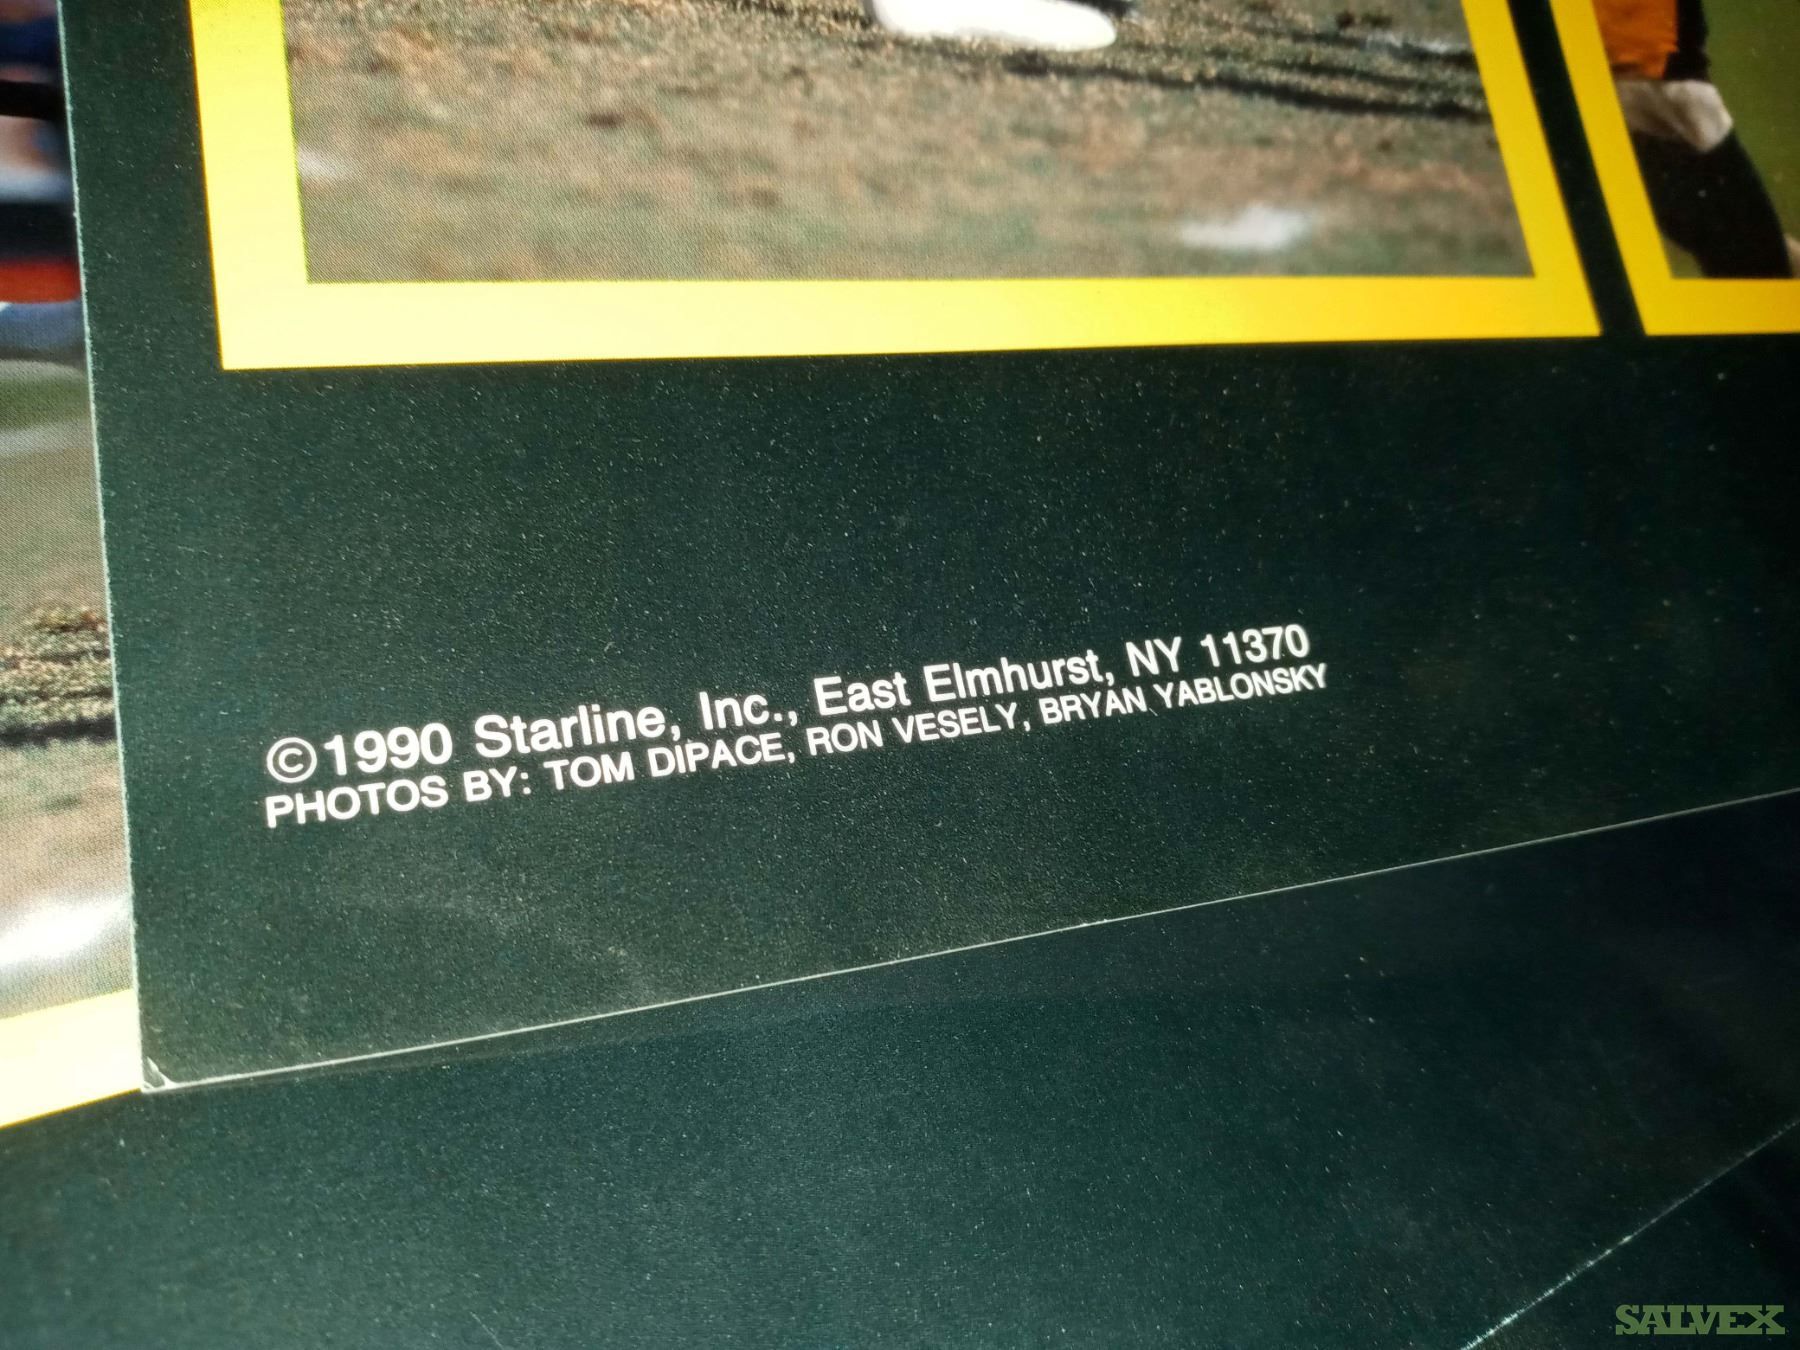 ©1990 Starline, Inc., East Elmhurst, NY 11370
PHOTOS BY: TOM DIPACE, RON VESELY, BRYAN YABLONSKY
SALVEX